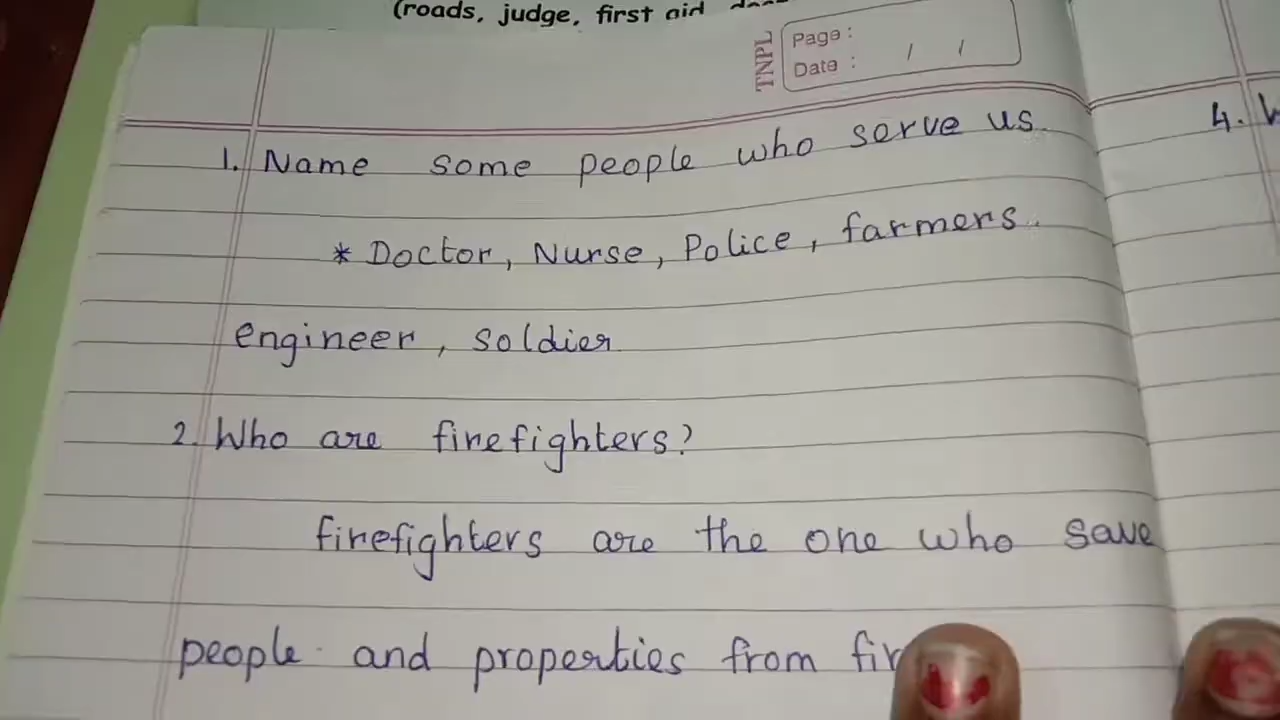 (roads, judge, first aid
TNPL
Page :
Date : / /
1. Name some people who serve us.
* Doctor, Nurse, Police, farmers.
engineer, soldier
2. Who are firefighters?
firefighters are the one who save
people and properties from
4.